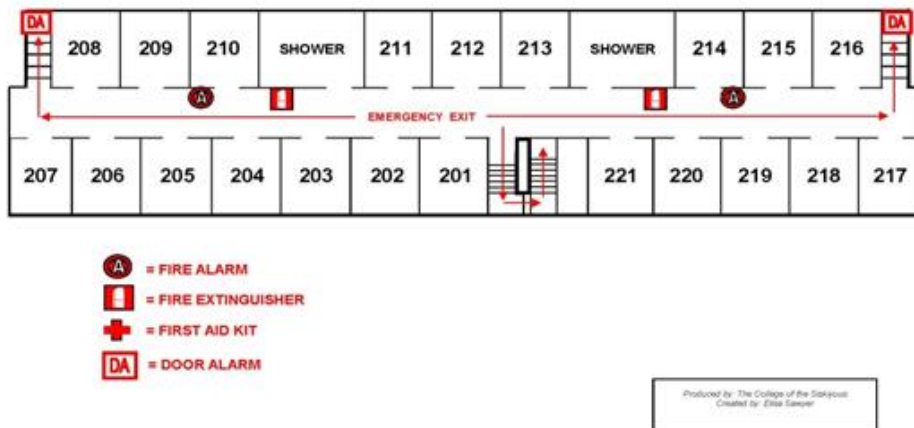 DA DA
208 209 210 SHOWER 211 212 213 SHOWER 214 215 216
A A
EMERGENCY EXIT
207 206 205 204 203 202 201 221 220 219 218 217
A = FIRE ALARM
= FIRE EXTINGUISHER
= FIRST AID KIT
DA = DOOR ALARM
Produced by: The College of the Siskiyous
Created by: Elisa Sawyer